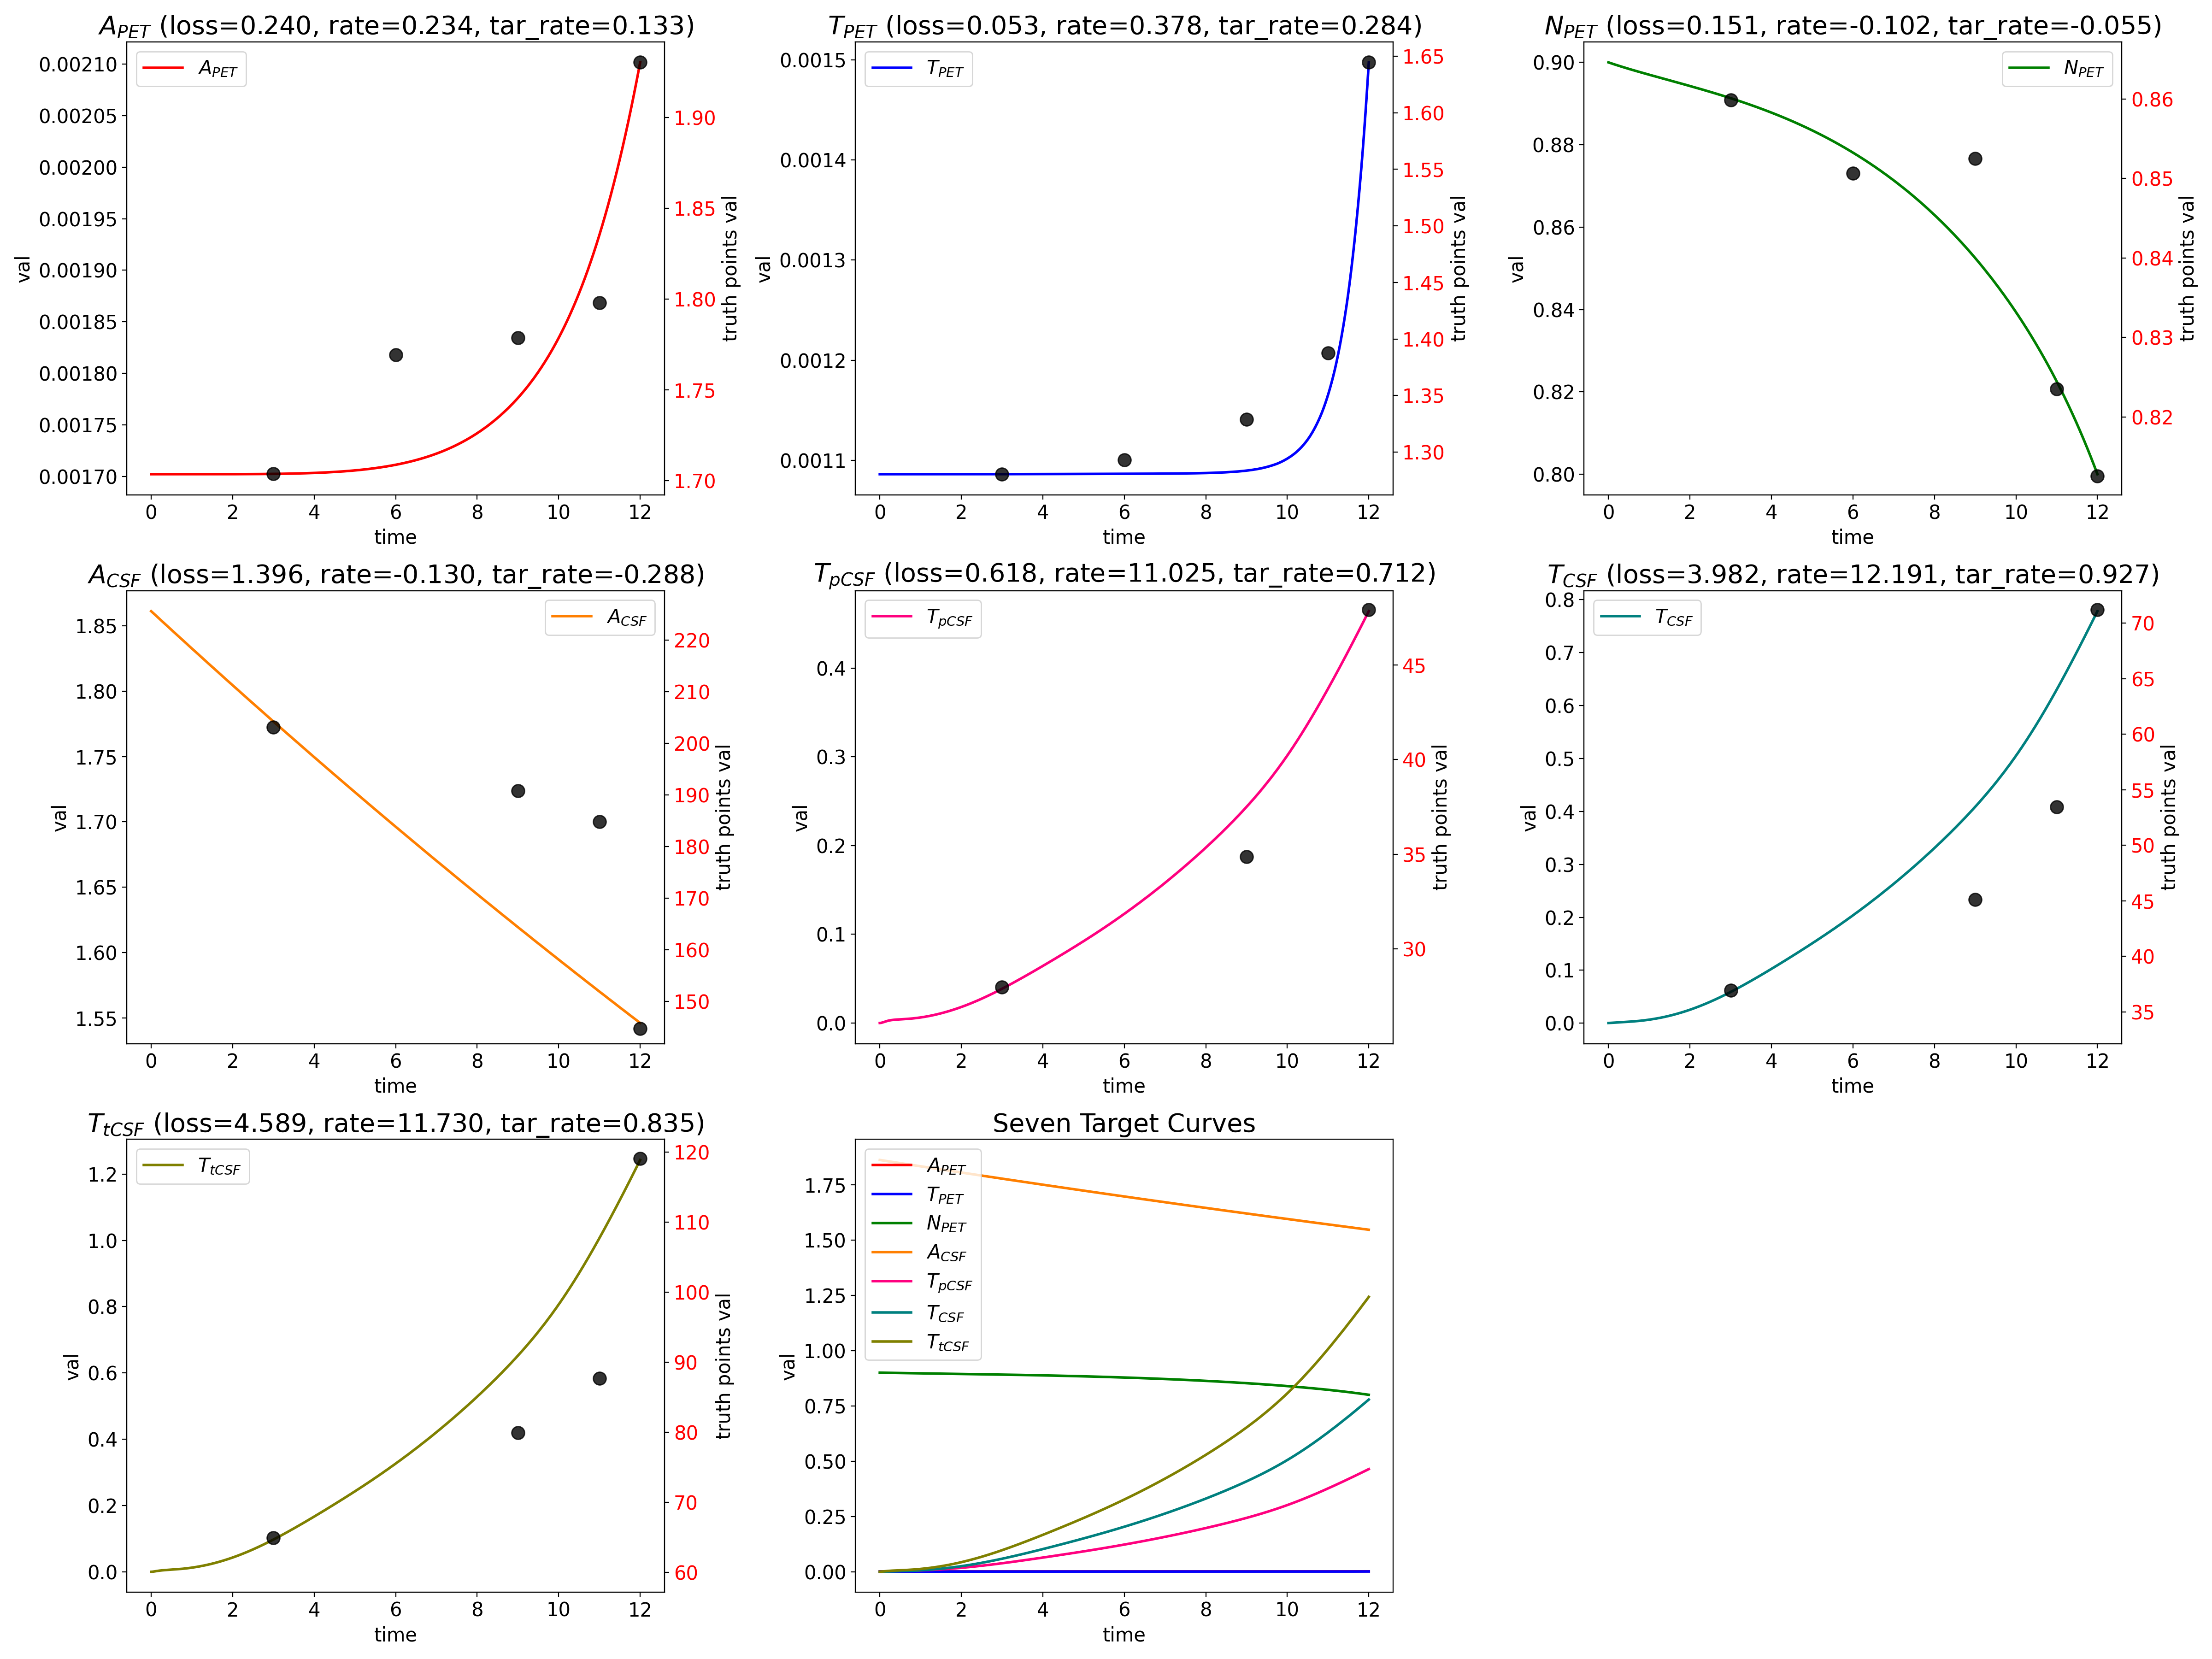 A_PET (loss=0.240, rate=0.234, tar_rate=0.133)
A_PET
0.00210
0.00205
0.00200
0.00195
0.00190
0.00185
0.00180
0.00175
0.00170
val
1.90
1.85
1.80
1.75
1.70
truth points val
0 2 4 6 8 10 12
time
T_PET (loss=0.053, rate=0.378, tar_rate=0.284)
T_PET
0.0015
0.0014
0.0013
0.0012
0.0011
val
1.65
1.60
1.55
1.50
1.45
1.40
1.35
1.30
truth points val
0 2 4 6 8 10 12
time
N_PET (loss=0.151, rate=-0.102, tar_rate=-0.055)
N_PET
0.90
0.88
0.86
0.84
0.82
0.80
val
0.86
0.85
0.84
0.83
0.82
truth points val
0 2 4 6 8 10 12
time
A_CSF (loss=1.396, rate=-0.130, tar_rate=-0.288)
A_CSF
1.85
1.80
1.75
1.70
1.65
1.60
1.55
val
220
210
200
190
180
170
160
150
truth points val
0 2 4 6 8 10 12
time
T_pCSF (loss=0.618, rate=11.025, tar_rate=0.712)
T_pCSF
0.4
0.3
0.2
0.1
0.0
val
45
40
35
30
truth points val
0 2 4 6 8 10 12
time
T_CSF (loss=3.982, rate=12.191, tar_rate=0.927)
T_CSF
0.8
0.7
0.6
0.5
0.4
0.3
0.2
0.1
0.0
val
70
65
60
55
50
45
40
35
truth points val
0 2 4 6 8 10 12
time
T_tCSF (loss=4.589, rate=11.730, tar_rate=0.835)
T_tCSF
1.2
1.0
0.8
0.6
0.4
0.2
0.0
val
120
110
100
90
80
70
60
truth points val
0 2 4 6 8 10 12
time
Seven Target Curves
A_PET
T_PET
N_PET
A_CSF
T_pCSF
T_CSF
T_tCSF
1.75
1.50
1.25
1.00
0.75
0.50
0.25
0.00
val
0 2 4 6 8 10 12
time